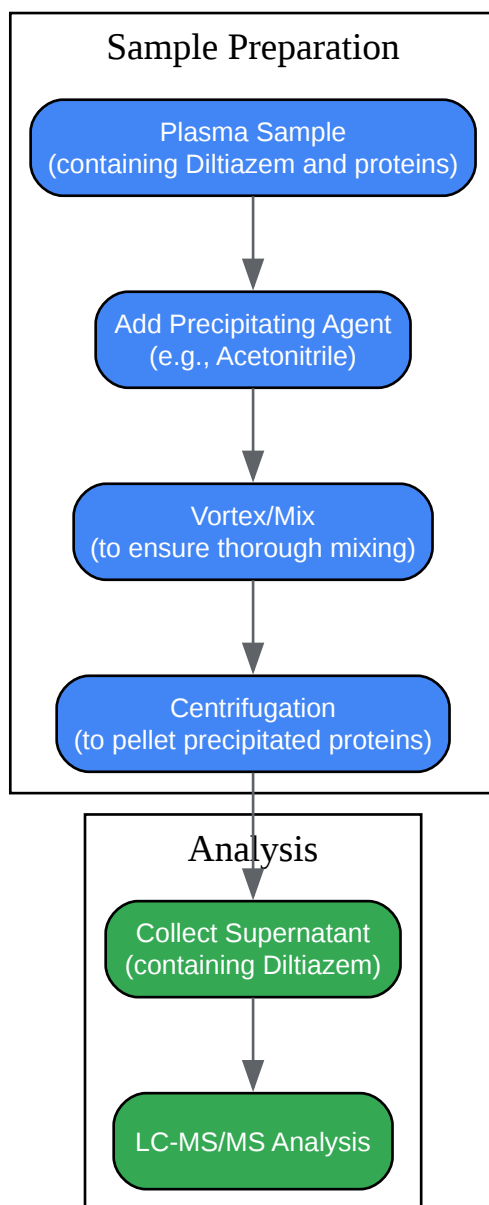 Sample Preparation
Plasma Sample
(containing Diltiazem and proteins)
Add Precipitating Agent
(e.g., Acetonitrile)
Vortex/Mix
(to ensure thorough mixing)
Centrifugation
(to pellet precipitated proteins)
Analysis
Collect Supernatant
(containing Diltiazem)
LC-MS/MS Analysis